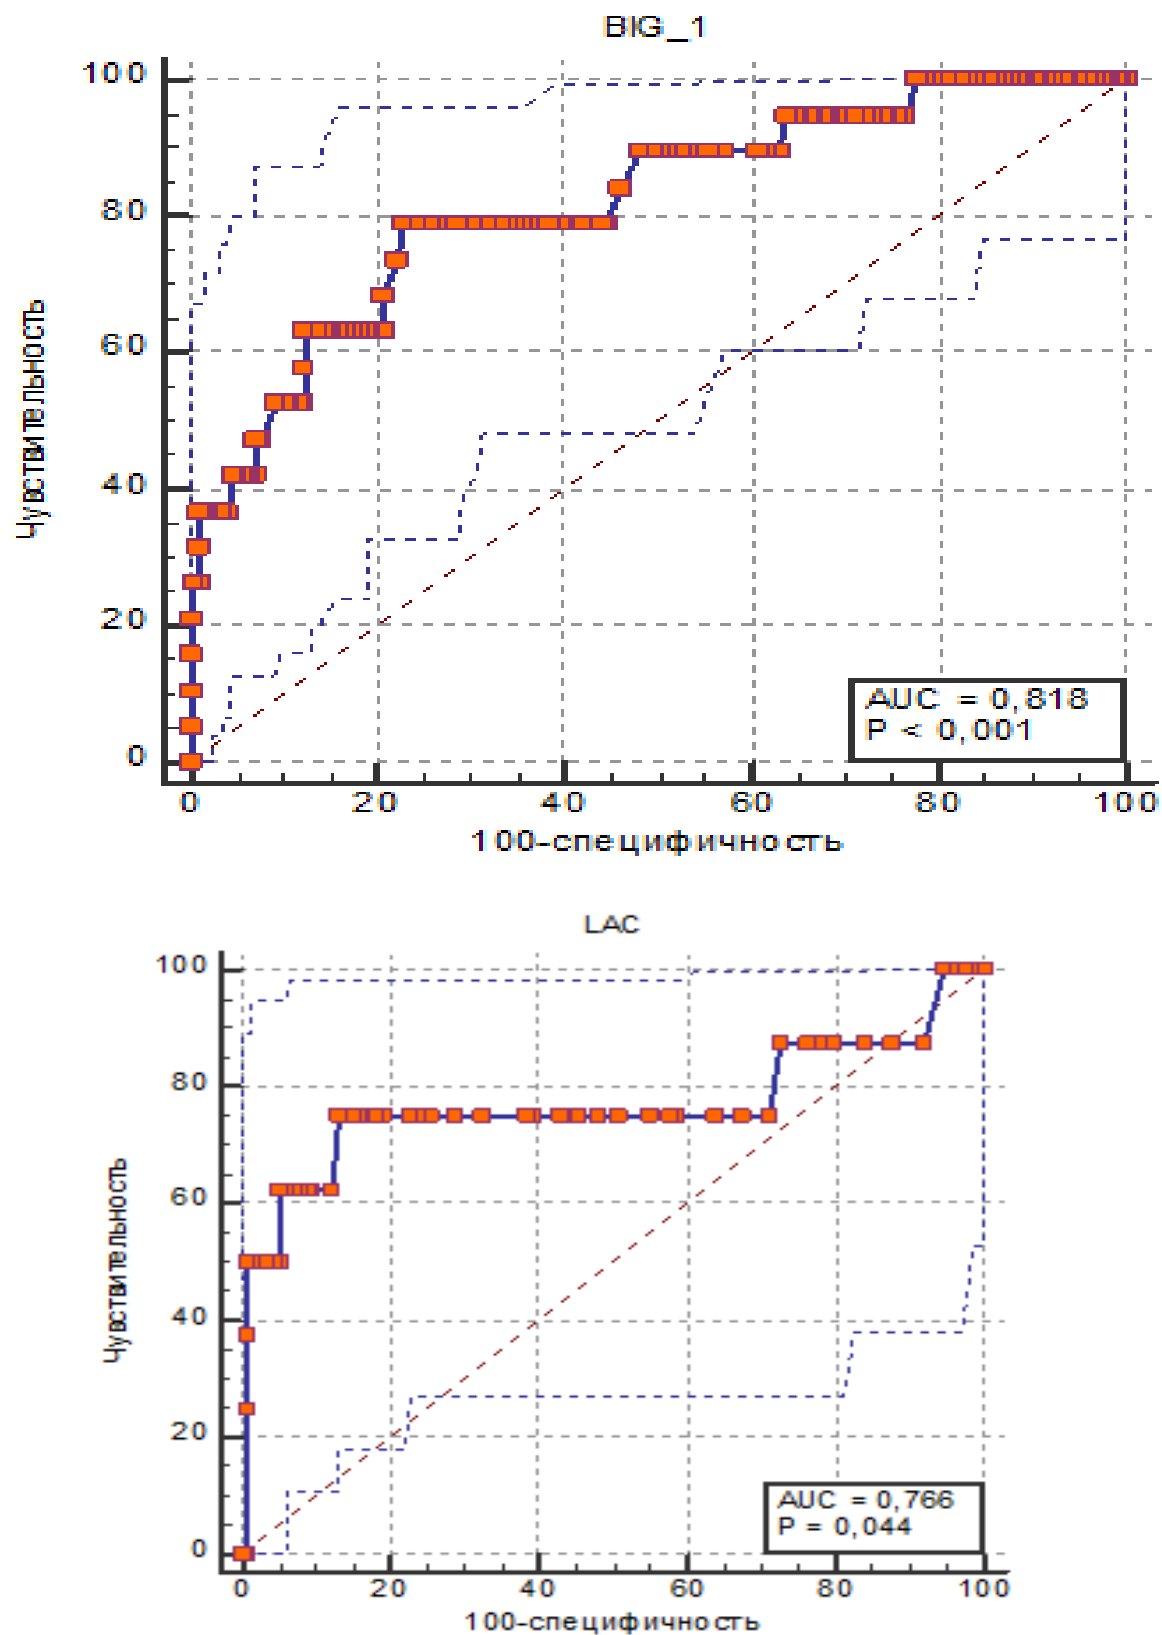 BIG_1
100
80
60
40
20
0
Чувствительность
AUC = 0,818
P < 0,001
0 20 40 60 80 100
100-специфичность
LAC
100
80
60
40
20
0
Чувствительность
AUC = 0,766
P = 0,044
0 20 40 60 80 100
100-специфичность